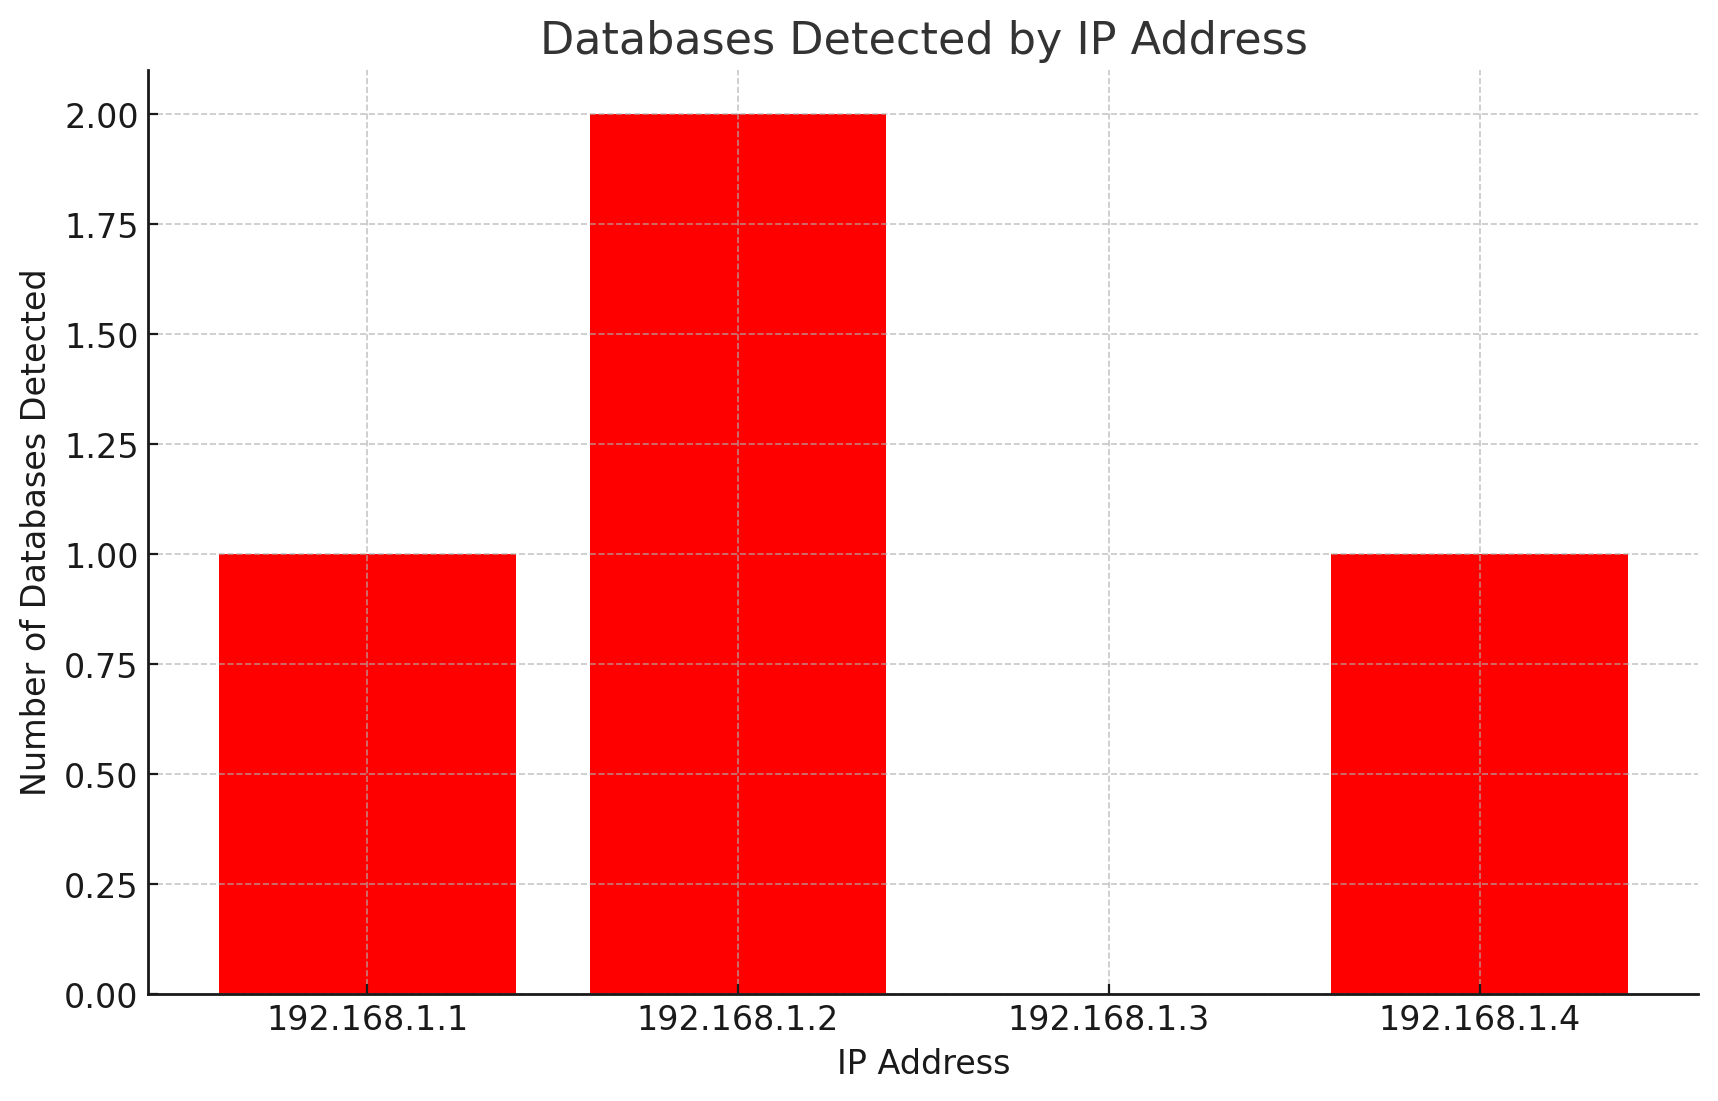 Databases Detected by IP Address
Number of Databases Detected
2.00
1.75
1.50
1.25
1.00
0.75
0.50
0.25
0.00
192.168.1.1 192.168.1.2 192.168.1.3 192.168.1.4
IP Address